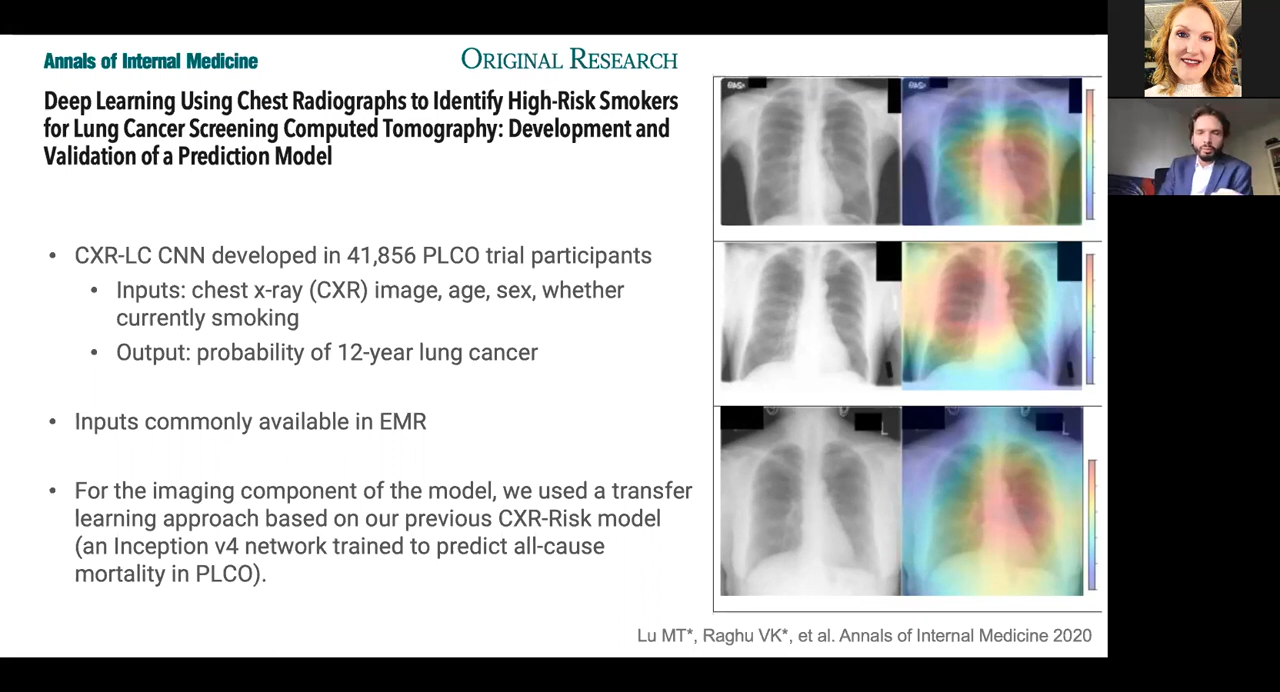 Annals of Internal Medicine
ORIGINAL RESEARCH
Deep Learning Using Chest Radiographs to Identify High-Risk Smokers
for Lung Cancer Screening Computed Tomography: Development and
Validation of a Prediction Model
• CXR-LC CNN developed in 41,856 PLCO trial participants
• Inputs: chest x-ray (CXR) image, age, sex, whether
currently smoking
• Output: probability of 12-year lung cancer
• Inputs commonly available in EMR
• For the imaging component of the model, we used a transfer
learning approach based on our previous CXR-Risk model
(an Inception v4 network trained to predict all-cause
mortality in PLCO).
L
L
Lu MT*, Raghu VK*, et al. Annals of Internal Medicine 2020